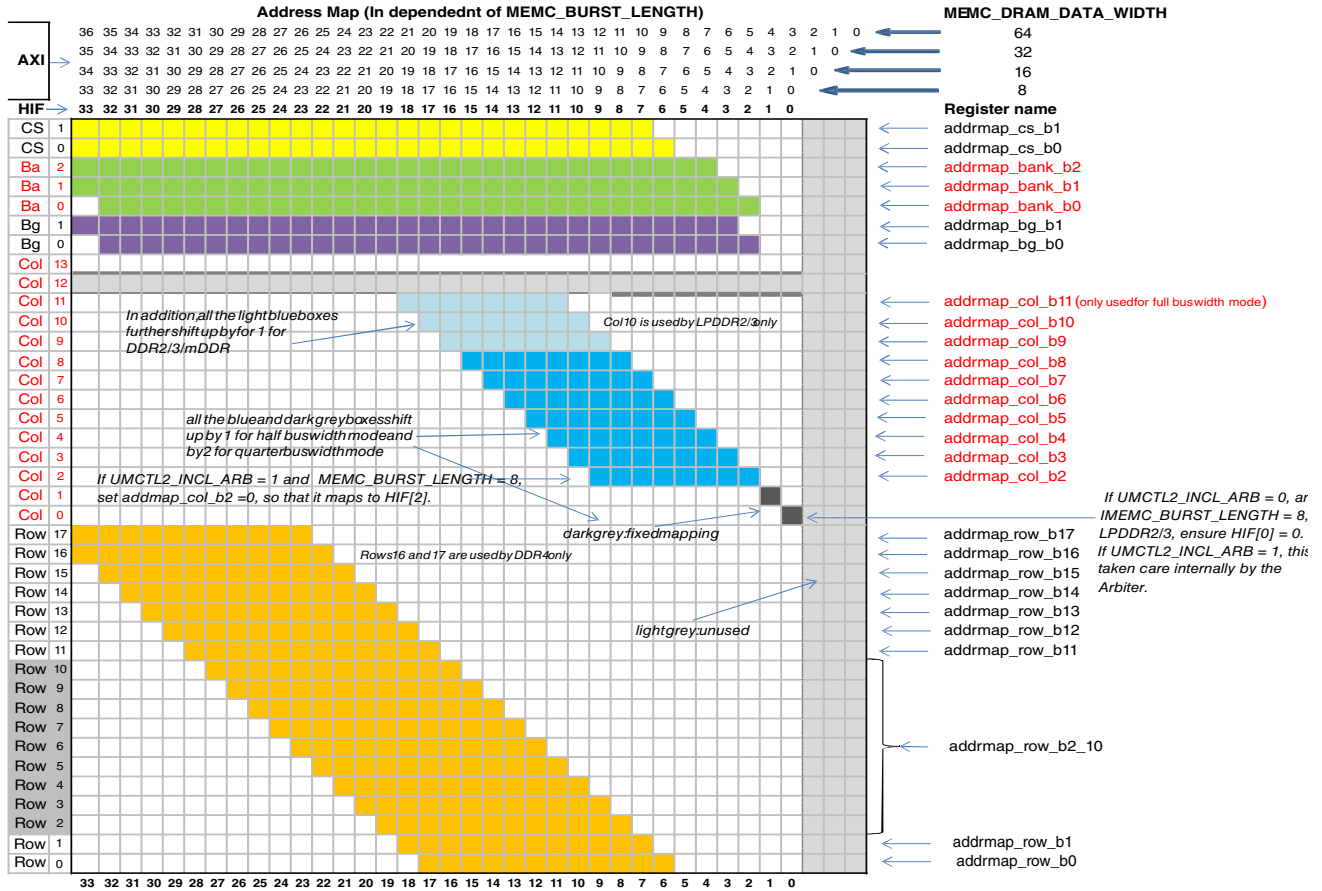 Address Map (In dependednt of MEMC_BURST_LENGTH) MEMC_DRAM_DATA_WIDTH
36 35 34 33 32 31 30 29 28 27 26 25 24 23 22 21 20 19 18 17 16 15 14 13 12 11 10 9 8 7 6 5 4 3 2 1 0 64
35 34 33 32 31 30 29 28 27 26 25 24 23 22 21 20 19 18 17 16 15 14 13 12 11 10 9 8 7 6 5 4 3 2 1 0 32
AXI
34 33 32 31 30 29 28 27 26 25 24 23 22 21 20 19 18 17 16 15 14 13 12 11 10 9 8 7 6 5 4 3 2 1 0 16
33 32 31 30 29 28 27 26 25 24 23 22 21 20 19 18 17 16 15 14 13 12 11 10 9 8 7 6 5 4 3 2 1 0 8
HIF 33 32 31 30 29 28 27 26 25 24 23 22 21 20 19 18 17 16 15 14 13 12 11 10 9 8 7 6 5 4 3 2 1 0 Register name
CS 1 addrmap_cs_b1
CS 0 addrmap_cs_b0
Ba 2 addrmap_bank_b2
Ba 1 addrmap_bank_b1
Ba 0 addrmap_bank_b0
Bg 1 addrmap_bg_b1
Bg 0 addrmap_bg_b0
Col 13
Col 12
Col 11 addrmap_col_b11 (only usedfor full buswidth mode)
Col 10 addrmap_col_b10
Col 9 addrmap_col_b9
In addition,all the lightblueboxes
furthershiftupbyfor 1 for
DDR2/3/mDDR
Col10 is usedby LPDDR2/3only
Col 8 addrmap_col_b8
Col 7 addrmap_col_b7
Col 6 addrmap_col_b6
Col 5 addrmap_col_b5
Col 4 addrmap_col_b4
Col 3 addrmap_col_b3
Col 2 addrmap_col_b2
all the blueand darkgreyboxesshift
up by 1 for half buswidth modeand
by2 for quarterbuswidthmode
If UMCTL2_INCL_ARB = 1 and MEMC_BURST_LENGTH = 8,
set addmap_col_b2 =0, so that it maps to HIF[2].
Col 1
Col 0
darkgrey:fixedmapping
If UMCTL2_INCL_ARB = 0, ar
IMEMC_BURST_LENGTH = 8,
LPDDR2/3, ensure HIF[0] = 0.
If UMCTL2_INCL_ARB = 1, this
taken care internally by the
Arbiter.
Row 17 addrmap_row_b17
Row 16 Rows16 and 17 are usedby DDR4only addrmap_row_b16
Row 15 addrmap_row_b15
Row 14 addrmap_row_b14
Row 13 addrmap_row_b13
Row 12 lightgrey:unused addrmap_row_b12
Row 11 addrmap_row_b11
Row 10
Row 9
Row 8
Row 7
Row 6 addrmap_row_b2_10
Row 5
Row 4
Row 3
Row 2
Row 1 addrmap_row_b1
Row 0 addrmap_row_b0
33 32 31 30 29 28 27 26 25 24 23 22 21 20 19 18 17 16 15 14 13 12 11 10 9 8 7 6 5 4 3 2 1 0